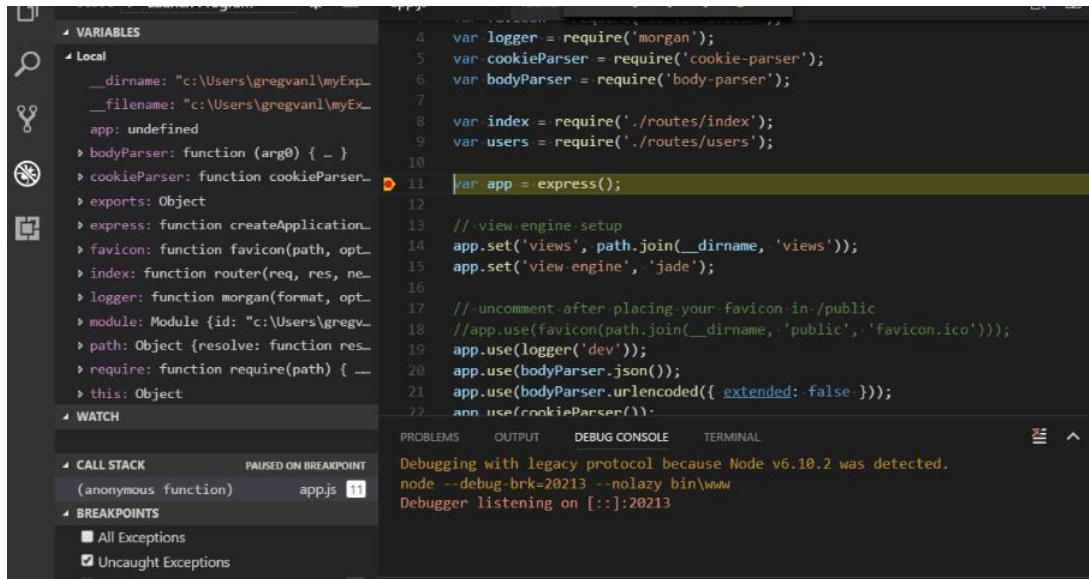 VARIABLES
Local
__dirname: "c:\Users\gregvanl\myExp…
__filename: "c:\Users\gregvanl\myEx…
app: undefined
bodyParser: function (arg0) { … }
cookieParser: function cookieParser…
exports: Object
express: function createApplication…
favicon: function favicon(path, opt…
index: function router(req, res, ne…
logger: function morgan(format, opt…
module: Module {id: "c:\Users\gregv…
path: Object {resolve: function res…
require: function require(path) { ……
this: Object
WATCH
CALL STACK PAUSED ON BREAKPOINT
(anonymous function) app.js 11
BREAKPOINTS
All Exceptions
Uncaught Exceptions
4 var logger = require('morgan');
5 var cookieParser = require('cookie-parser');
6 var bodyParser = require('body-parser');
7
8 var index = require('./routes/index');
9 var users = require('./routes/users');
10
11 var app = express();
12
13 // view engine setup
14 app.set('views', path.join(__dirname, 'views'));
15 app.set('view engine', 'jade');
16
17 // uncomment after placing your favicon in /public
18 //app.use(favicon(path.join(__dirname, 'public', 'favicon.ico')));
19 app.use(logger('dev'));
20 app.use(bodyParser.json());
21 app.use(bodyParser.urlencoded({ extended: false }));
22 app.use(cookieParser());
PROBLEMS OUTPUT DEBUG CONSOLE TERMINAL
Debugging with legacy protocol because Node v6.10.2 was detected.
node --debug-brk=20213 --nolazy bin\www
Debugger listening on [::]:20213